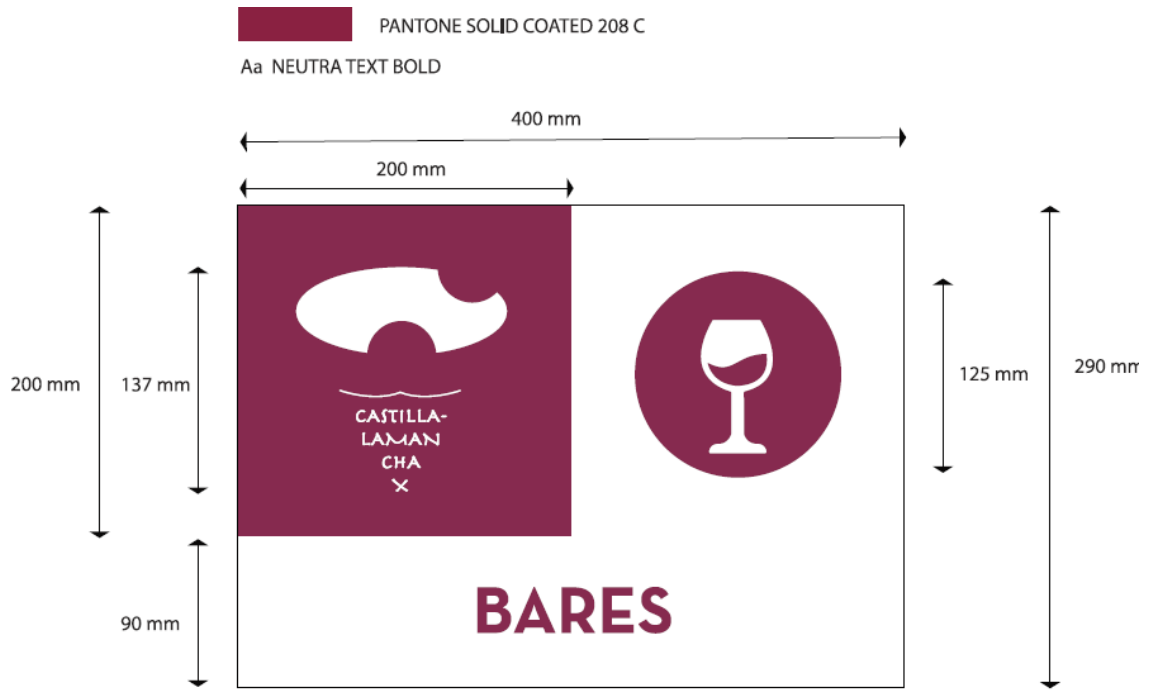 PANTONE SOLID COATED 208 C
Aa NEUTRA TEXT BOLD
400 mm
200 mm
200 mm
137 mm
125 mm
290 mm
CASTILLA-
LAMAN
CHA
X
90 mm
BARES